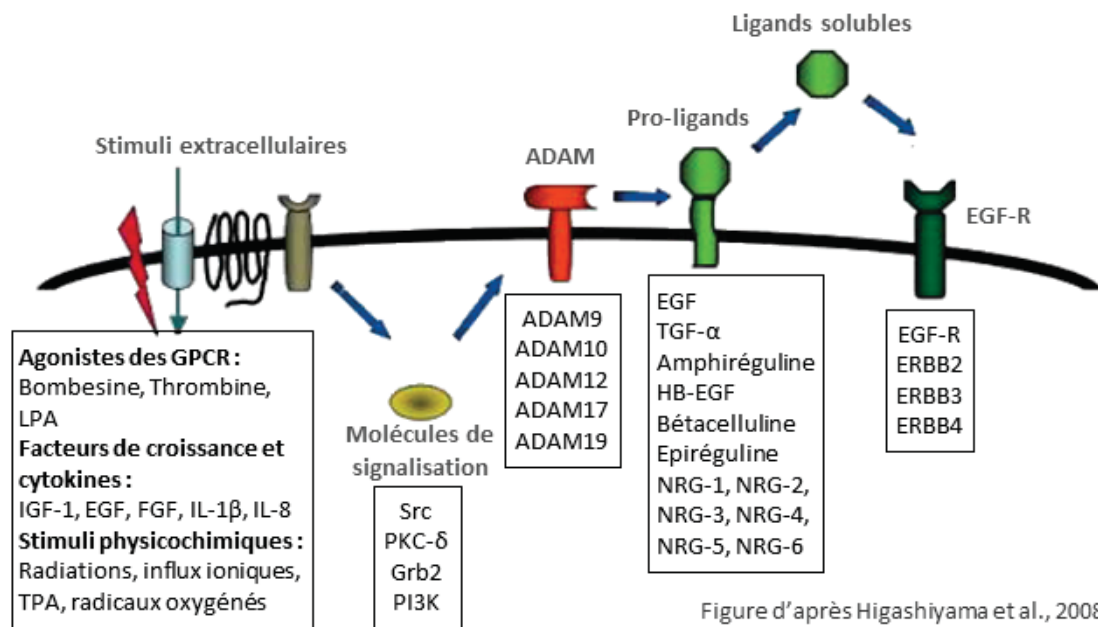 Stimuli extracellulaires
Agonistes des GPCR :
Bombesine, Thrombine,
LPA
Facteurs de croissance et
cytokines :
IGF-1, EGF, FGF, IL-1β, IL-8
Stimuli physicochimiques :
Radiations, influx ioniques,
TPA, radicaux oxygénés
Molécules de
signalisation
Src
PKC-δ
Grb2
PI3K
ADAM
ADAM9
ADAM10
ADAM12
ADAM17
ADAM19
Pro-ligands
EGF
TGF-α
Amphiréguline
HB-EGF
Bétacelluline
Epiréguline
NRG-1, NRG-2,
NRG-3, NRG-4,
NRG-5, NRG-6
Ligands solubles
EGF-R
EGF-R
ERBB2
ERBB3
ERBB4
Figure d'après Higashiyama et al., 2008